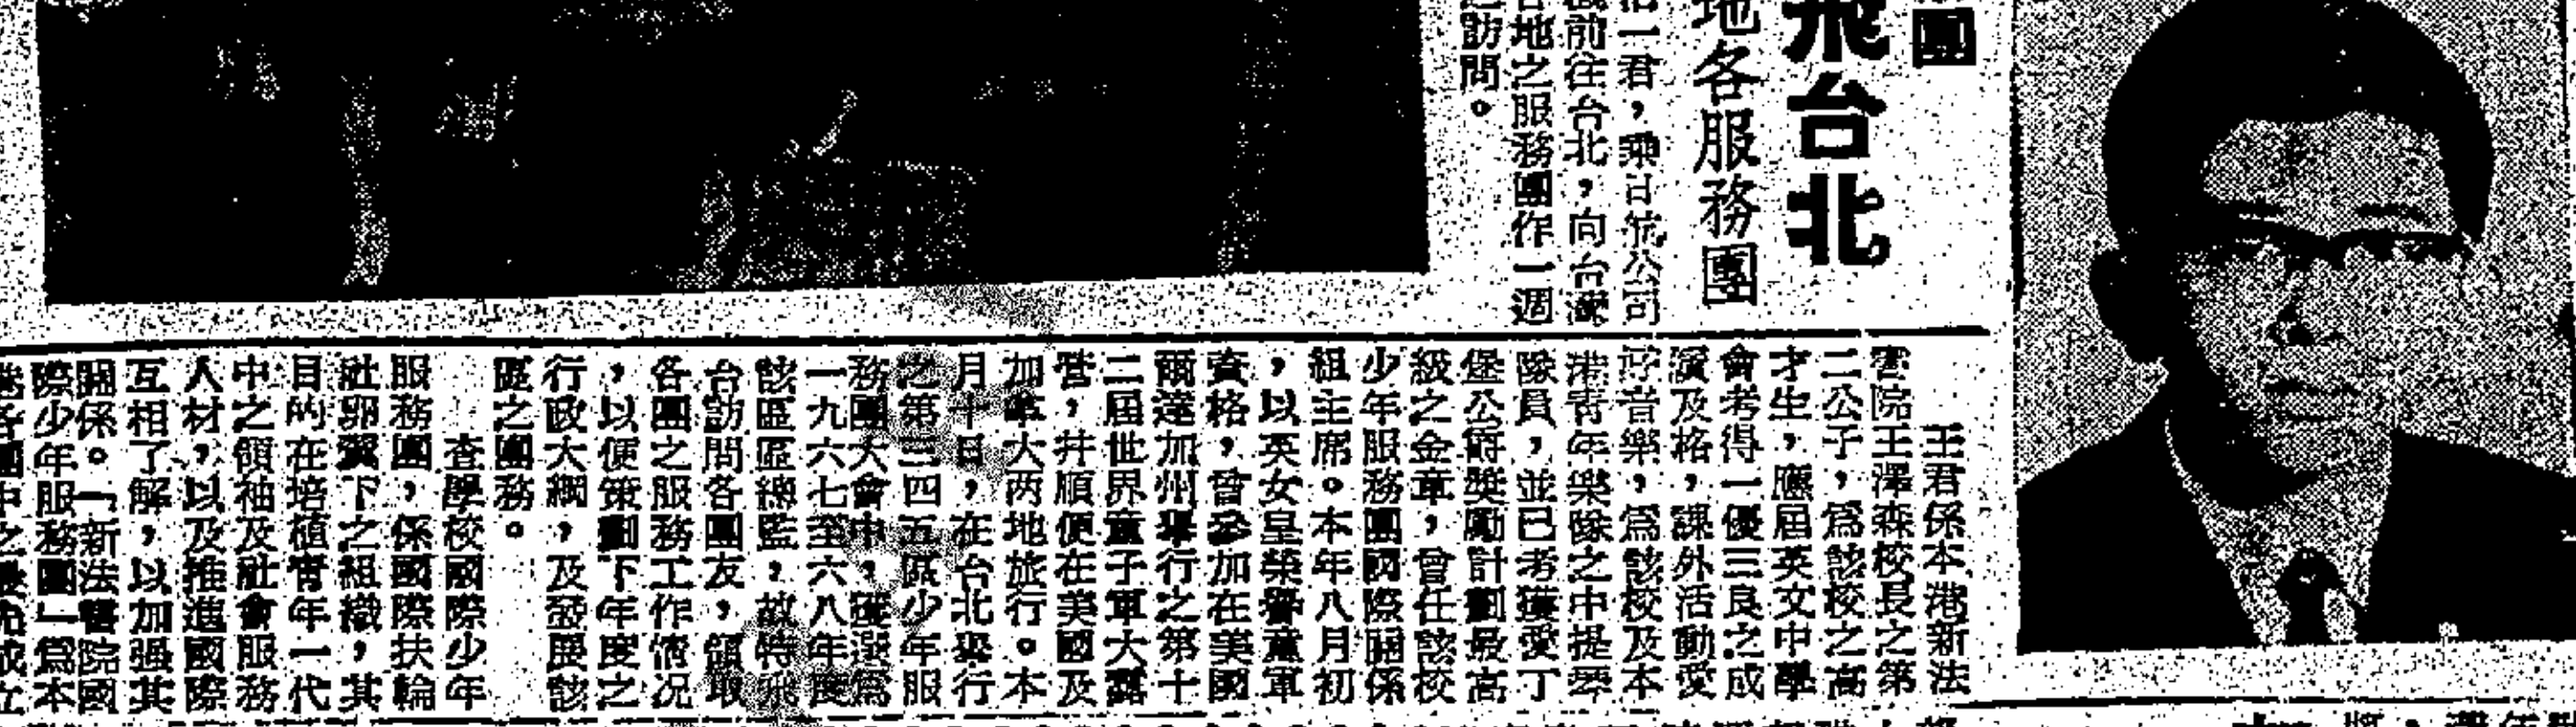 團
飛台北
地各服務團
一君，乘日航公司
前往台北，向台灣
各地之服務團作一週
之訪問。
王君係本港新法
書院王澤森校長之第
二公子，爲該校之高
才生，應屆英文中學
會考得一優三良之成
績及格，課外活動愛
好音樂，爲該校及本
港青年樂隊之中提琴
隊員，並已考獲愛丁
堡公爵獎勵計劃最高
級之金章，曾任該校
少年服務團國際關係
組主席。本年八月初
，以英女皇榮譽童軍
資格，曾參加在美國
爾達加州舉行之第十
二屆世界童子軍大露
營，并順便在美國及
加拿大两地旅行。本
月十日，在台北舉行
之第三四五區少年服
務團大會中，獲選爲
一九六七至六八年度
該區區總監，故特飛
台訪問各團友，領取
各團之服務工作情况
，以便策劃下年度之
行政大綱，及發展該
區之團務。
查學校國際少年
服務團，係國際扶輪
社卵翼下之組織，其
目的在培植青年一代
中之領袖及社會服務
人材，以及推進國際
互相了解，以加强其
關係。「新法書院國
際少年服務團」爲本
港各團中之最先成立